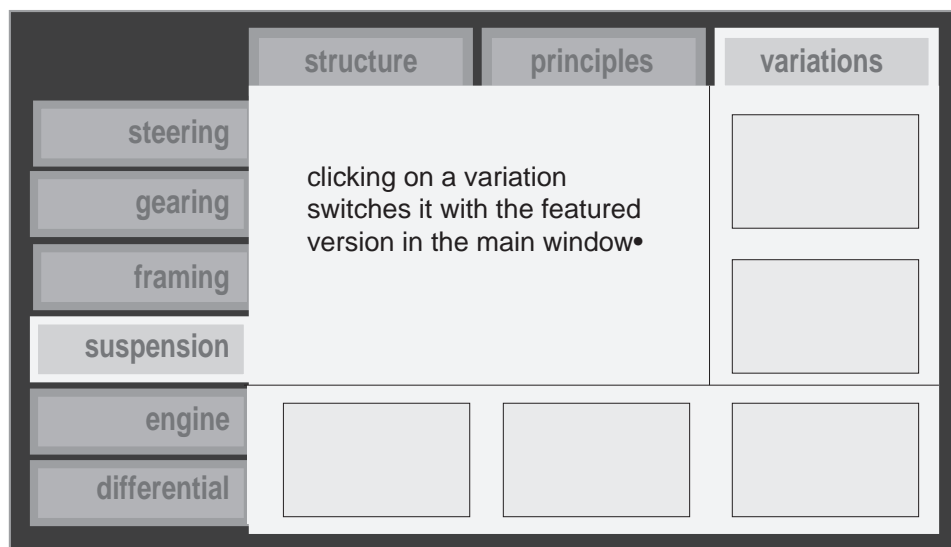 structure
principles
variations
steering
gearing
framing
suspension
engine
differential
clicking on a variation
switches it with the featured
version in the main window•